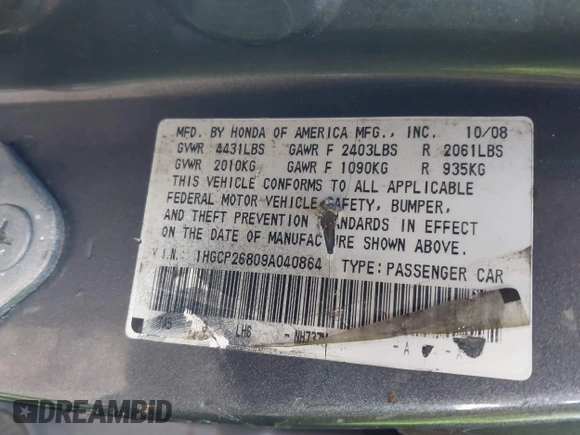 MFD. BY HONDA OF AMERICA MFG., INC. 10/08
GVWR 4431LBS GAWR F 2403LBS R 2061LBS
GVWR 2010KG GAWR F 1090KG R 935KG
THIS VEHICLE CONFORMS TO ALL APPLICABLE
FEDERAL MOTOR VEHICLE SAFETY, BUMPER,
AND THEFT PREVENTION STANDARDS IN EFFECT
ON THE DATE OF MANUFACTURE SHOWN ABOVE.
V.I.N. 1HGCP26809A040864 TYPE:PASSENGER CAR
LH6 - NH737
DREAMBID